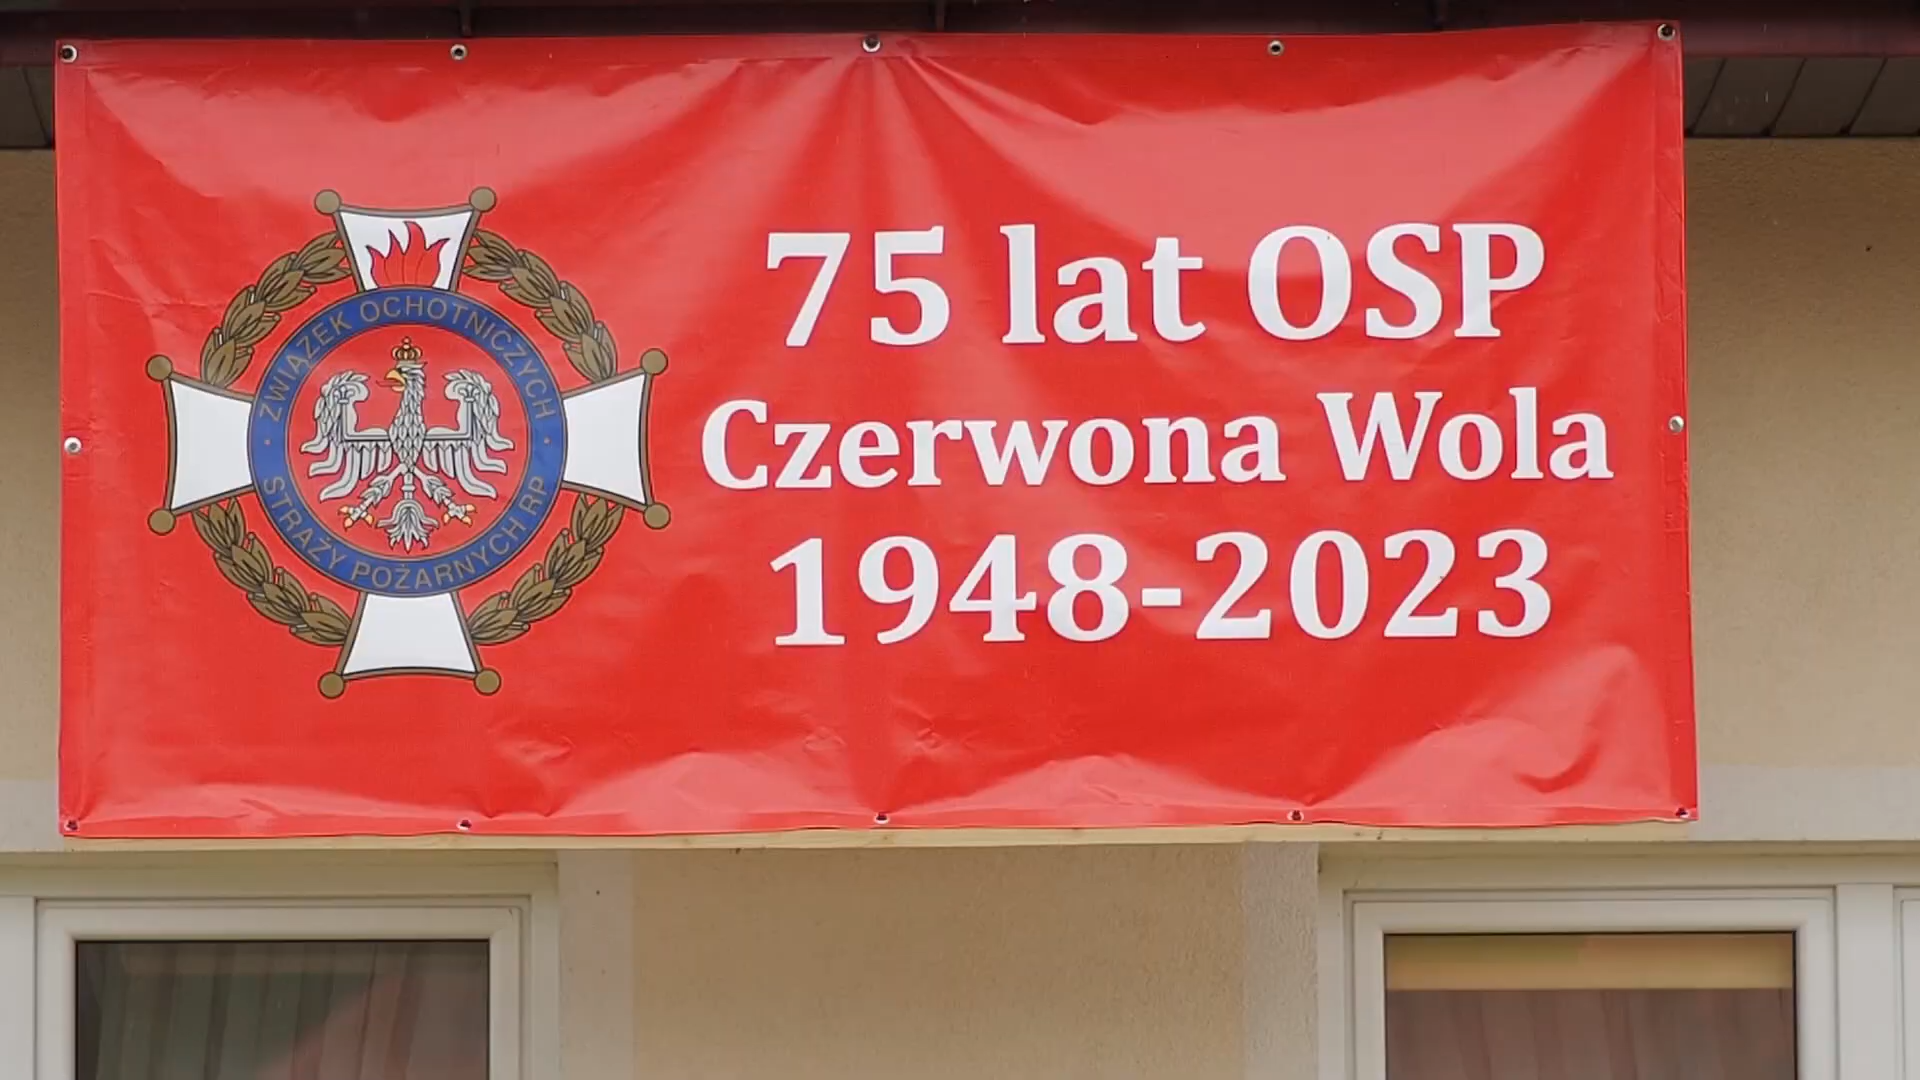 ZWIĄZEK OCHOTNICZYCH
STRAŻY POŻARNYCH RP
75 lat OSP
Czerwona Wola
1948-2023